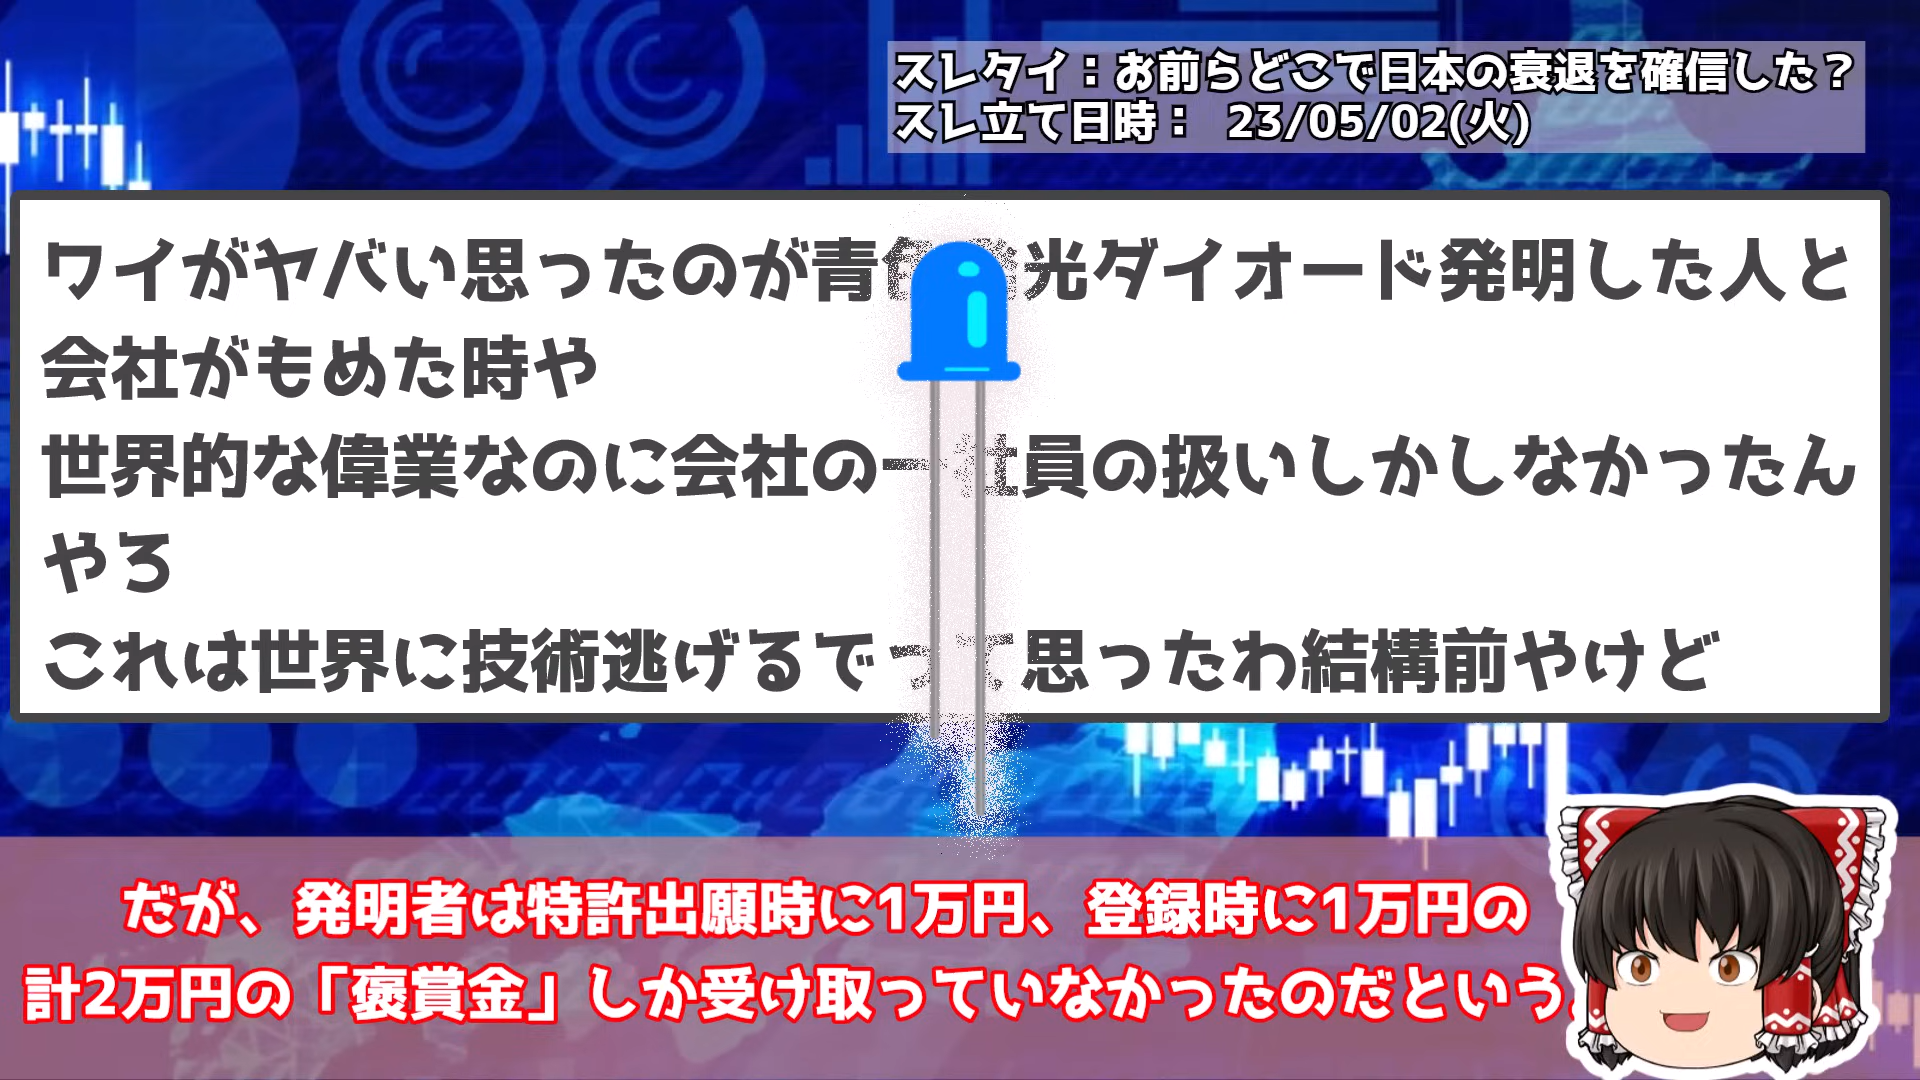 スレタイ：お前らどこで日本の衰退を確信した？
スレ立て日時： 23/05/02(火)
ワイがヤバい思ったのが青色発光ダイオード発明した人と
会社がもめた時や
世界的な偉業なのに会社の一社員の扱いしかしなかったん
やろ
これは世界に技術逃げるでって思ったわ結構前やけど
だが、発明者は特許出願時に1万円、登録時に1万円の
計2万円の「褒賞金」しか受け取っていなかったのだという。